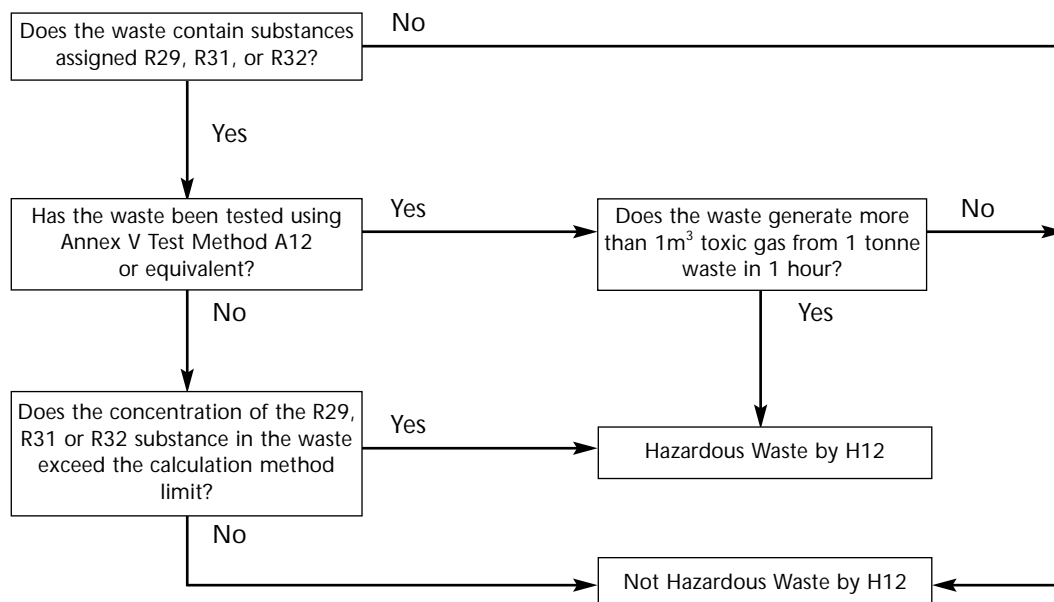 Does the waste contain substances
assigned R29, R31, or R32?
No
Yes
Has the waste been tested using
Annex V Test Method A12
or equivalent?
Yes
Does the waste generate more
than 1m³ toxic gas from 1 tonne
waste in 1 hour?
No
No
Yes
Does the concentration of the R29,
R31 or R32 substance in the waste
exceed the calculation method
limit?
Yes
Hazardous Waste by H12
No
Not Hazardous Waste by H12